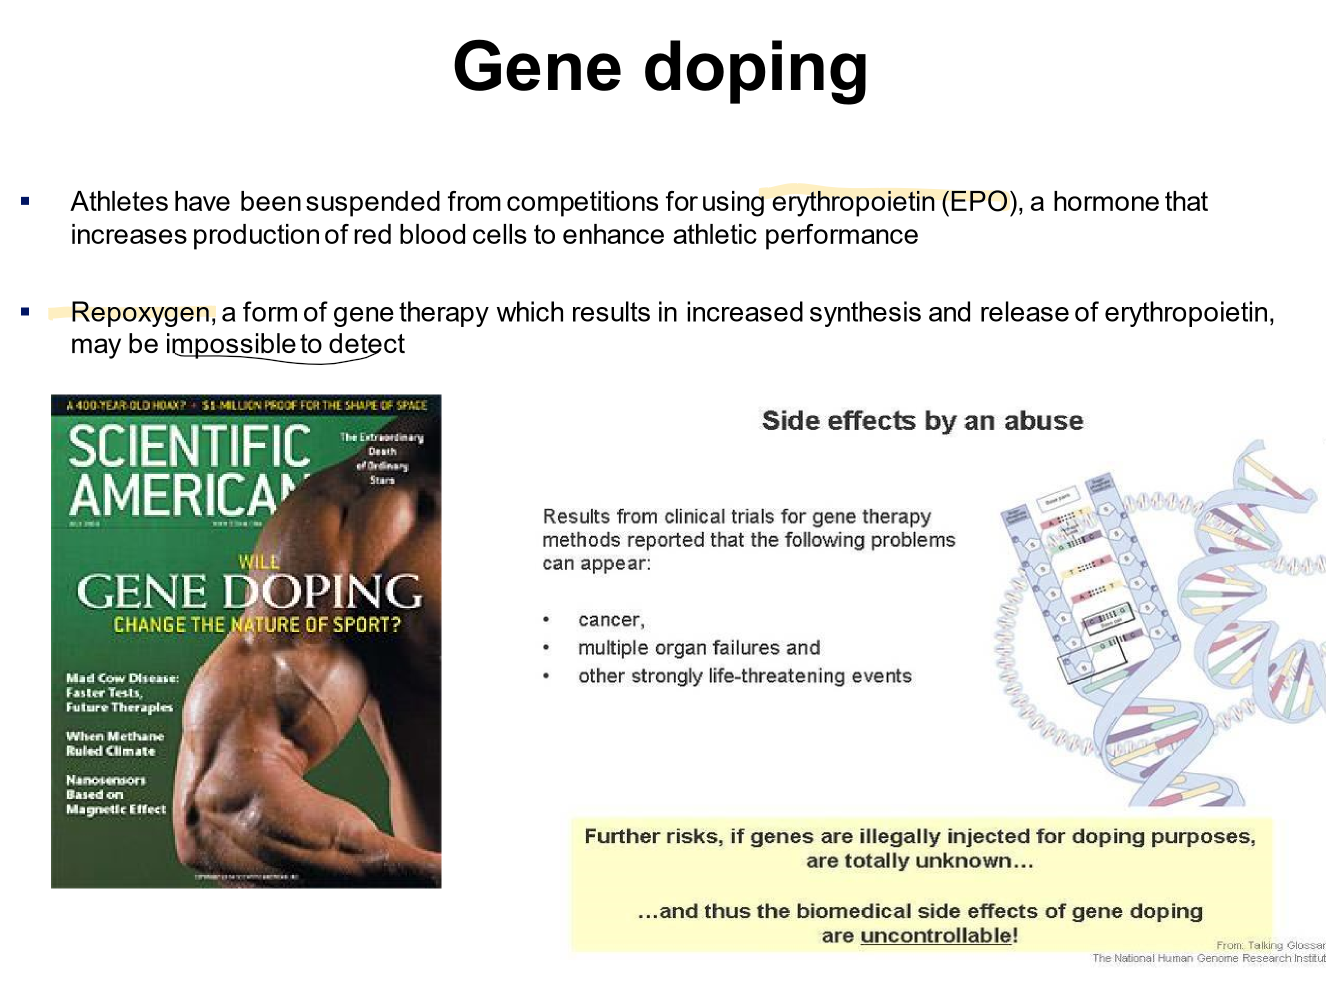 Gene doping
Athletes have been suspended from competitions for using erythropoietin (EPO), a hormone that
increases production of red blood cells to enhance athletic performance
Repoxygen, a form of gene therapy which results in increased synthesis and release of erythropoietin,
may be impossible to detect
A 400-YEAR-OLD HOAX? • $1-MILLION PROOF FOR THE SHAPE OF SPACE
SCIENTIFIC
AMERICAN
The Extraordinary
Death
of Ordinary
Stars
WILL
GENE DOPING
CHANGE THE NATURE OF SPORT?
Mad Cow Disease:
Faster Tests,
Future Therapies
When Methane
Ruled Climate
Nanosensors
Based on
Magnetic Effect
Side effects by an abuse
Results from clinical trials for gene therapy
methods reported that the following problems
can appear:
• cancer,
• multiple organ failures and
• other strongly life-threatening events
Base pairs
Further risks, if genes are illegally injected for doping purposes,
are totally unknown…
…and thus the biomedical side effects of gene doping
are uncontrollable!
From: Talking Glossar
The National Human Genome Research Institut